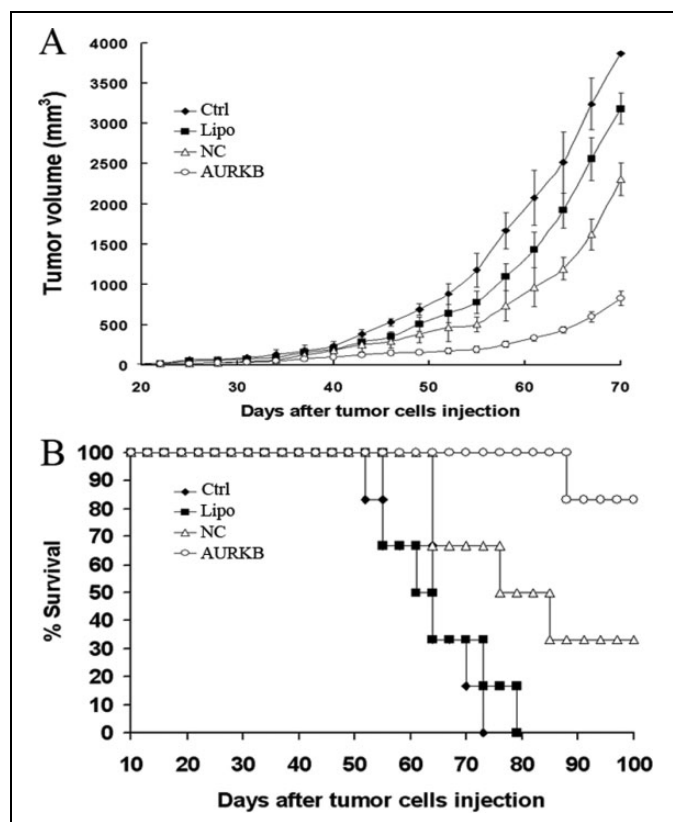 A
4000
3500
3000
2500
2000
1500
1000
500
0
Tumor volume (mm³)
Ctrl
Lipo
NC
AURKB
20 30 40 50 60 70
Days after tumor cells injection
B
100
90
80
70
60
50
40
30
20
10
0
% Survival
Ctrl
Lipo
NC
AURKB
10 20 30 40 50 60 70 80 90 100
Days after tumor cells injection